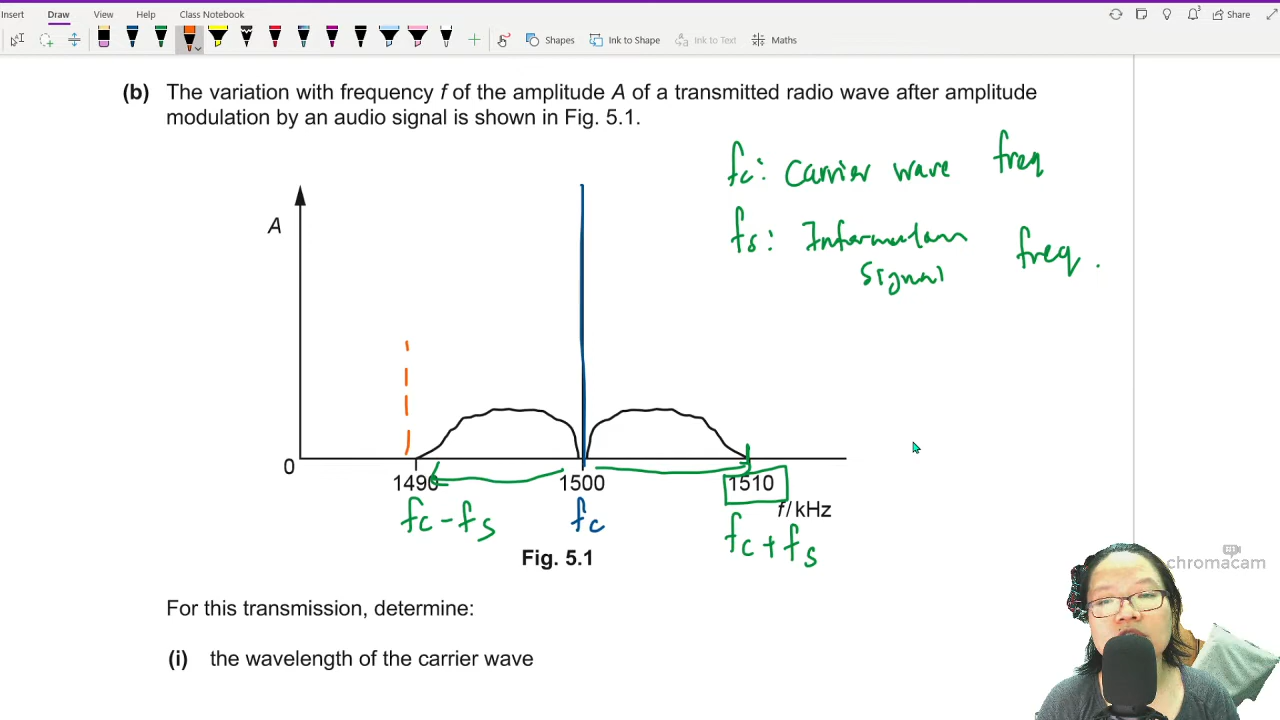 Insert Draw View Help Class Notebook Share
Shapes Ink to Shape Ink to Text Maths
(b) The variation with frequency f of the amplitude A of a transmitted radio wave after amplitude
modulation by an audio signal is shown in Fig. 5.1.
fc: Carrier wave freq
fs: Informulam
signal freq.
A
0
1490 1500 1510
f/kHz
fc - fs fc fc + fs
Fig. 5.1
For this transmission, determine:
(i) the wavelength of the carrier wave
chromacam